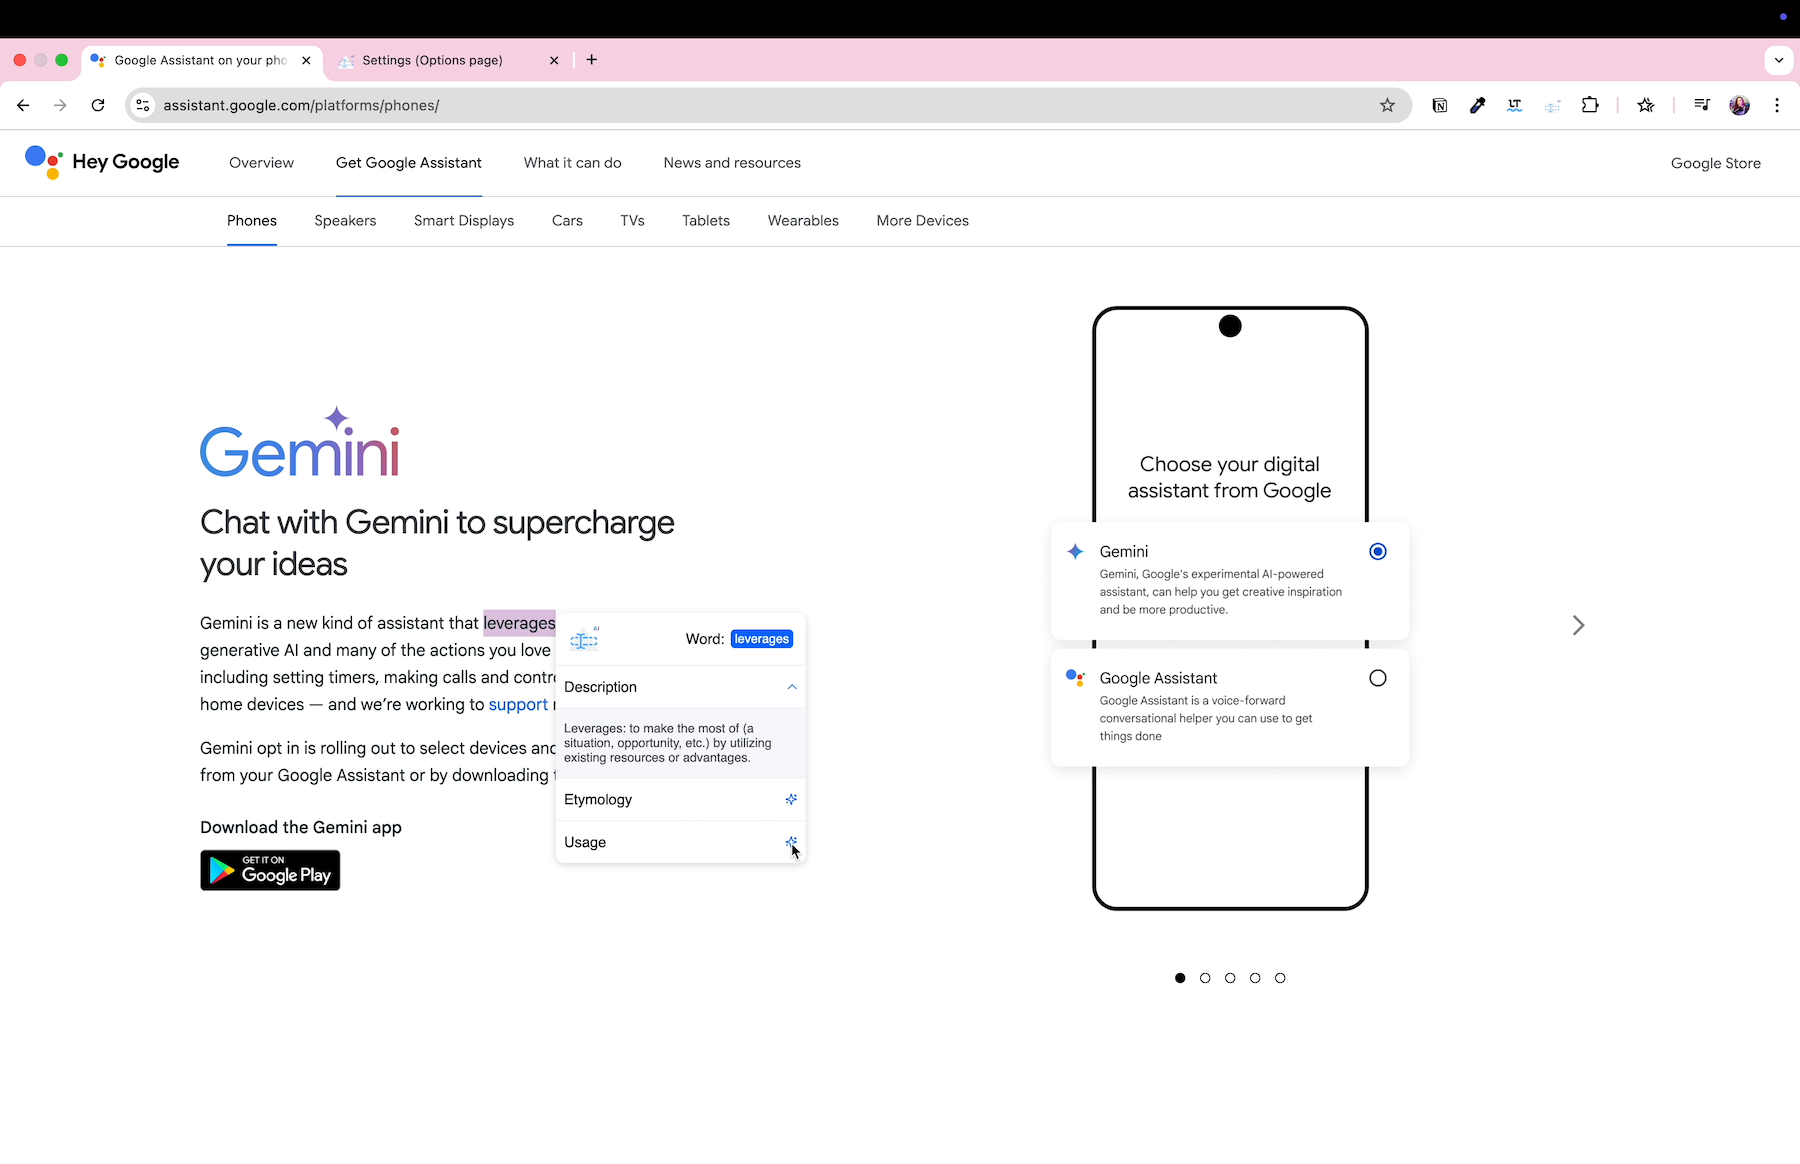 Google Assistant on your pho
Settings (Options page)
assistant.google.com/platforms/phones/
LT
Hey Google
Overview
Get Google Assistant
What it can do
News and resources
Google Store
Phones
Speakers
Smart Displays
Cars
TVs
Tablets
Wearables
More Devices
Gemini
Chat with Gemini to supercharge
your ideas
Gemini is a new kind of assistant that leverages
generative AI and many of the actions you love
including setting timers, making calls and contro
home devices — and we're working to support
Gemini opt in is rolling out to select devices and
from your Google Assistant or by downloading
Download the Gemini app
GET IT ON
Google Play
AI
Word: leverages
Description
Leverages: to make the most of (a
situation, opportunity, etc.) by utilizing
existing resources or advantages.
Etymology
Usage
Choose your digital
assistant from Google
Gemini
Gemini, Google's experimental AI-powered
assistant, can help you get creative inspiration
and be more productive.
Google Assistant
Google Assistant is a voice-forward
conversational helper you can use to get
things done